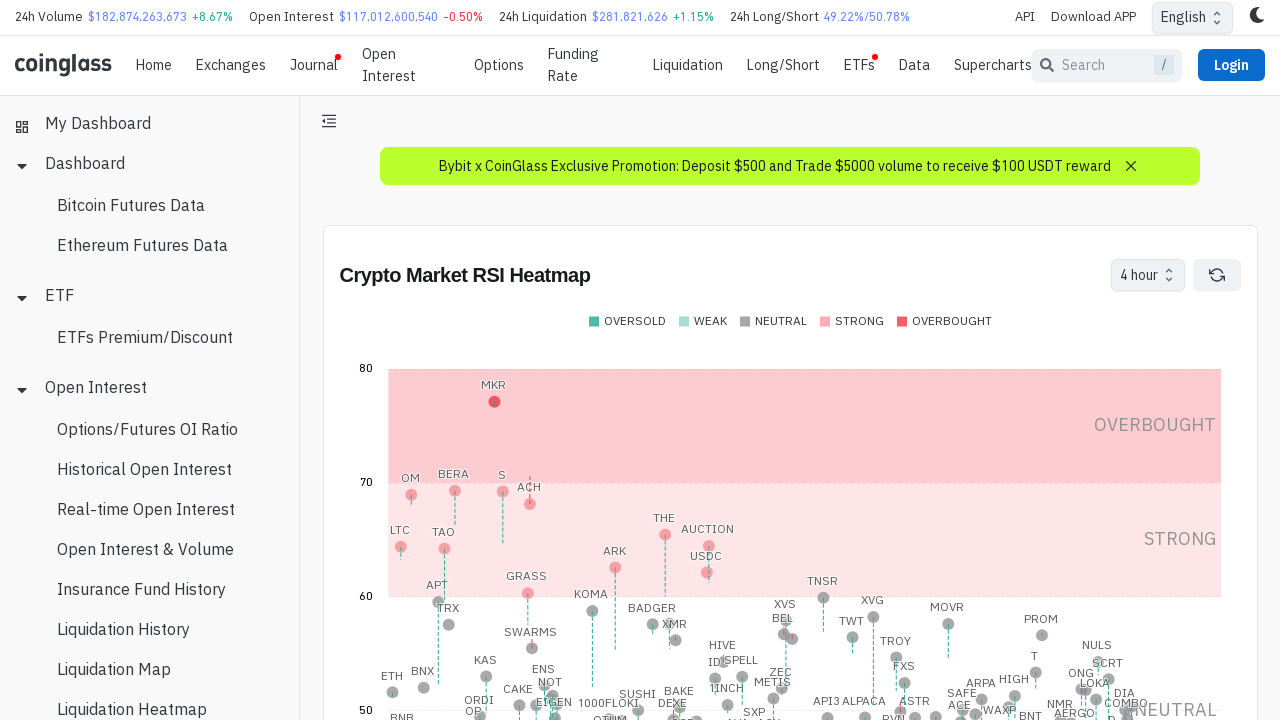 24h Volume $182,874,263,673 +8.67% Open Interest $117,012,600,540 -0.50% 24h Liquidation $281,821,626 +1.15% 24h Long/Short 49.22%/50.78% API Download APP English
coinglass Home Exchanges Journal Open Interest Options Funding Rate Liquidation Long/Short ETFs Data Supercharts Search / Login
My Dashboard
Dashboard
Bitcoin Futures Data
Ethereum Futures Data
ETF
ETFs Premium/Discount
Open Interest
Options/Futures OI Ratio
Historical Open Interest
Real-time Open Interest
Open Interest & Volume
Insurance Fund History
Liquidation History
Liquidation Map
Liquidation Heatmap
Bybit x CoinGlass Exclusive Promotion: Deposit $500 and Trade $5000 volume to receive $100 USDT reward
Crypto Market RSI Heatmap
4 hour
OVERSOLD WEAK NEUTRAL STRONG OVERBOUGHT
80
MKR
OVERBOUGHT
70
OM BERA S ACH
LTC TAO THE AUCTION
STRONG
ARK USDC
GRASS
60
APT KOMA TNSR
TRX BADGER XMR XVS BEL TWT XVG MOVR PROM
SWARMS
HIVE TROY NULS
KAS ID SPELL FXS T SCRT
ETH BNX ENS ZEC ONG
CAKE NOT 1INCH METIS ARPA HIGH LOKA
ORDI OP EIGEN 1000FLOKI SUSHI BAKE DEXE API3 ALPACA ASTR SAFE ACE NMR DIA COMBO
50
BNB SXP WAXP BNT AERGO NEUTRAL